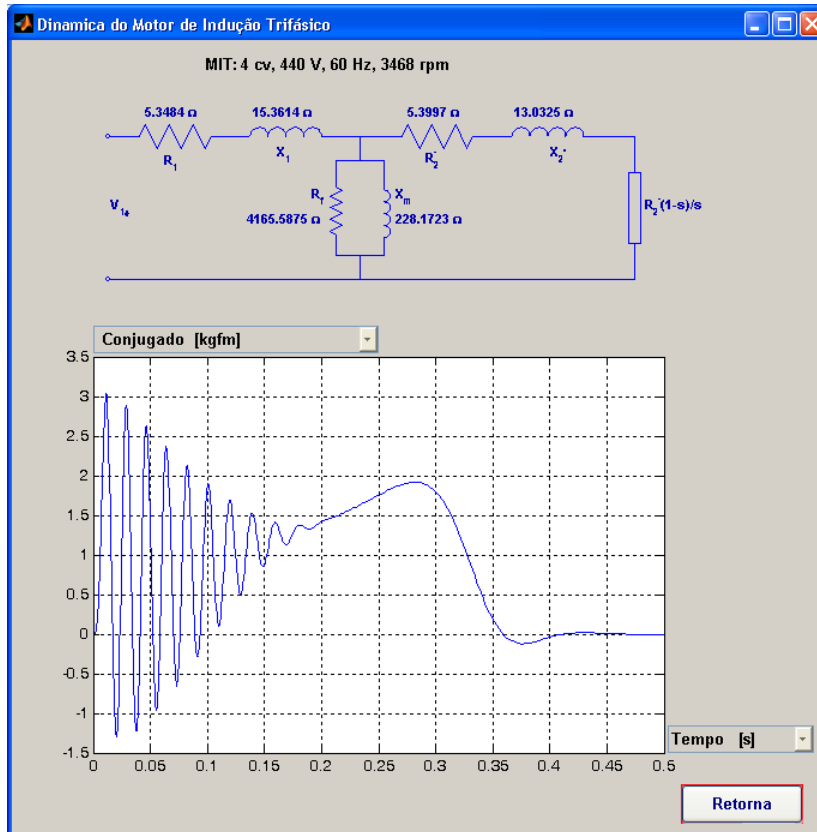 Dinamica do Motor de Indução Trifásico
MIT: 4 cv, 440 V, 60 Hz, 3468 rpm
5.3484 Ω 15.3614 Ω 5.3997 Ω 13.0325 Ω
R1 X1 R2' X2'
V1φ
Rf Xm
4165.5875 Ω 228.1723 Ω
R2'(1-s)/s
Conjugado [kgfm]
3.5
3
2.5
2
1.5
1
0.5
0
-0.5
-1
-1.5
0 0.05 0.1 0.15 0.2 0.25 0.3 0.35 0.4 0.45 0.5
Tempo [s]
Retorna